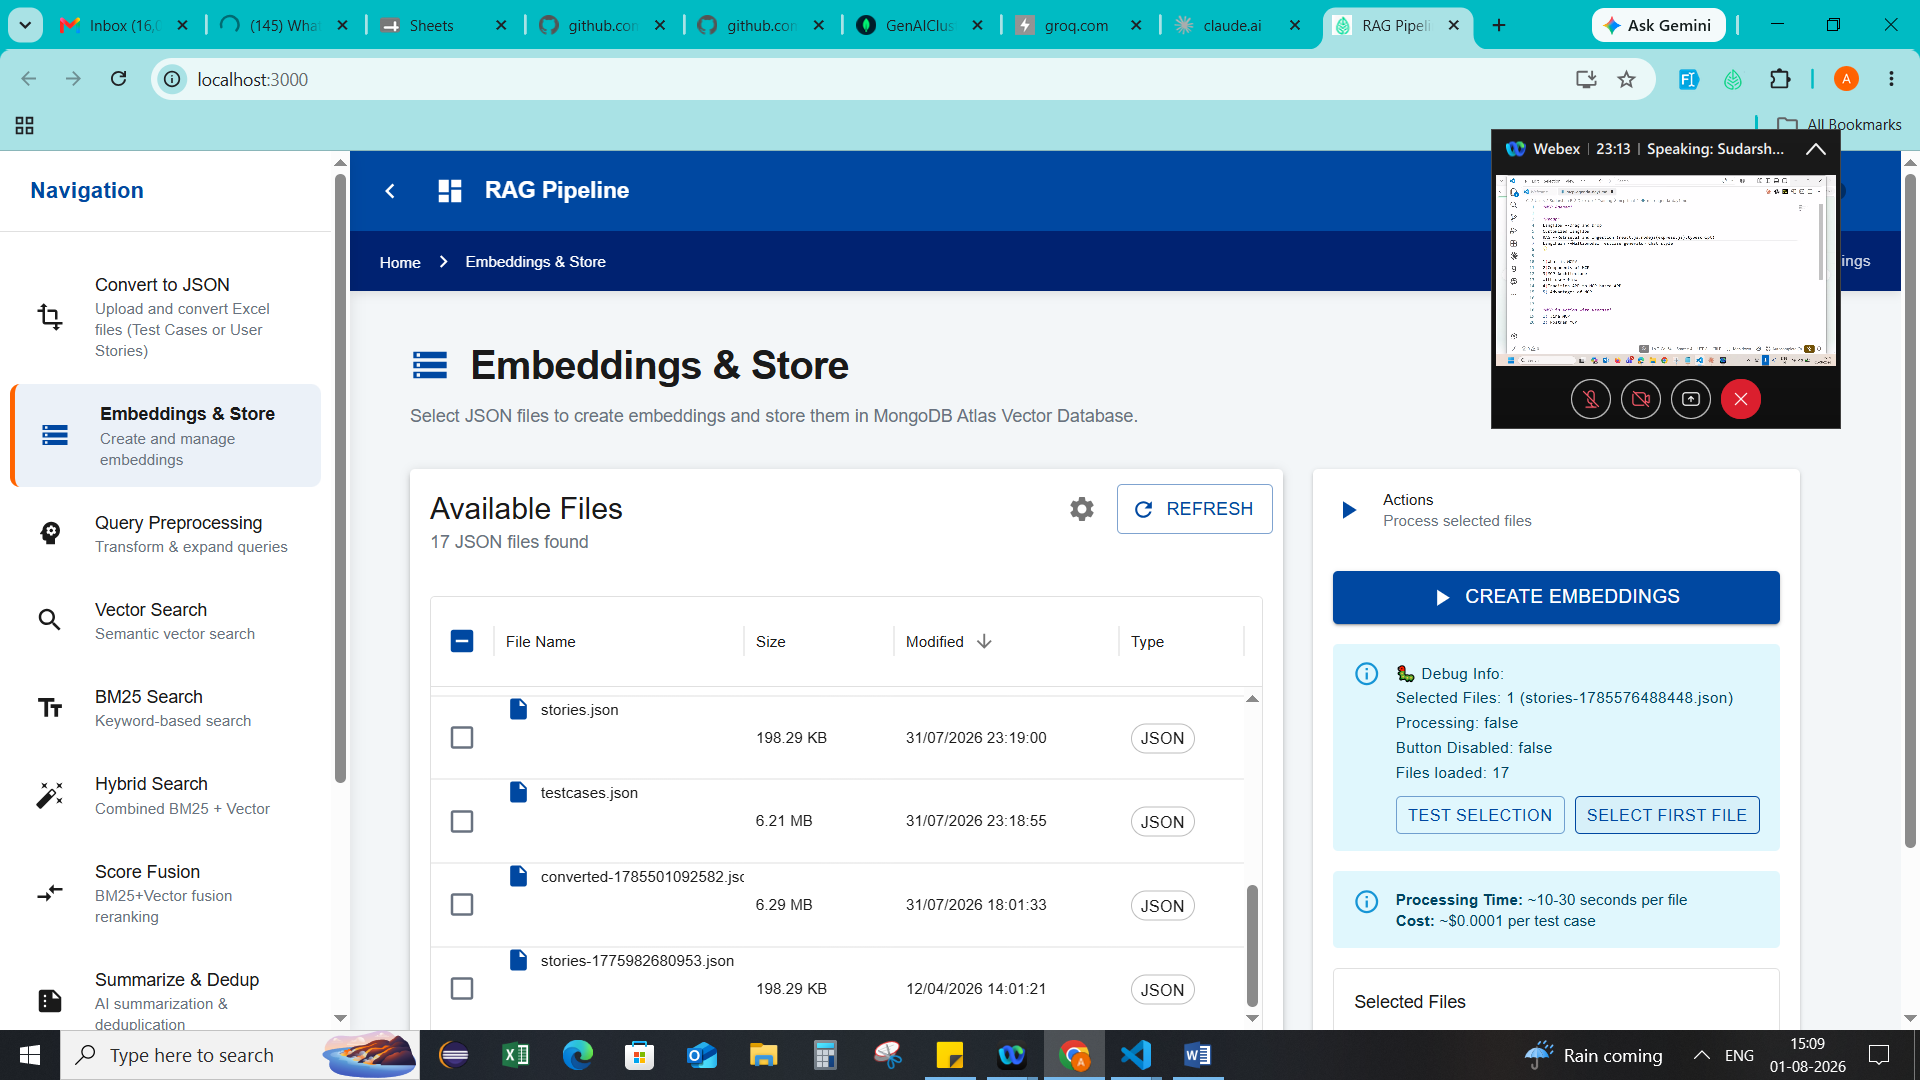 Inbox (16,0
(145) What
Sheets
github.con
github.con
GenAIClus
groq.com
claude.ai
RAG Pipeli
Ask Gemini
localhost:3000
A
All Bookmarks
Webex | 23:13 | Speaking: Sudarsh...
Navigation
RAG Pipeline
Home
Embeddings & Store
ings
Convert to JSON
Upload and convert Excel
files (Test Cases or User
Stories)
Embeddings & Store
Create and manage
embeddings
Query Preprocessing
Transform & expand queries
Vector Search
Semantic vector search
BM25 Search
Keyword-based search
Hybrid Search
Combined BM25 + Vector
Score Fusion
BM25+Vector fusion
reranking
Summarize & Dedup
AI summarization &
deduplication
Embeddings & Store
Select JSON files to create embeddings and store them in MongoDB Atlas Vector Database.
Available Files
17 JSON files found
REFRESH
File Name Size Modified Type
stories.json
198.29 KB 31/07/2026 23:19:00 JSON
testcases.json
6.21 MB 31/07/2026 23:18:55 JSON
converted-1785501092582.jsc
6.29 MB 31/07/2026 18:01:33 JSON
stories-1775982680953.json
198.29 KB 12/04/2026 14:01:21 JSON
Actions
Process selected files
CREATE EMBEDDINGS
Debug Info:
Selected Files: 1 (stories-1785576488448.json)
Processing: false
Button Disabled: false
Files loaded: 17
TEST SELECTION
SELECT FIRST FILE
Processing Time: ~10-30 seconds per file
Cost: ~$0.0001 per test case
Selected Files
Type here to search
Rain coming
ENG
15:09
01-08-2026